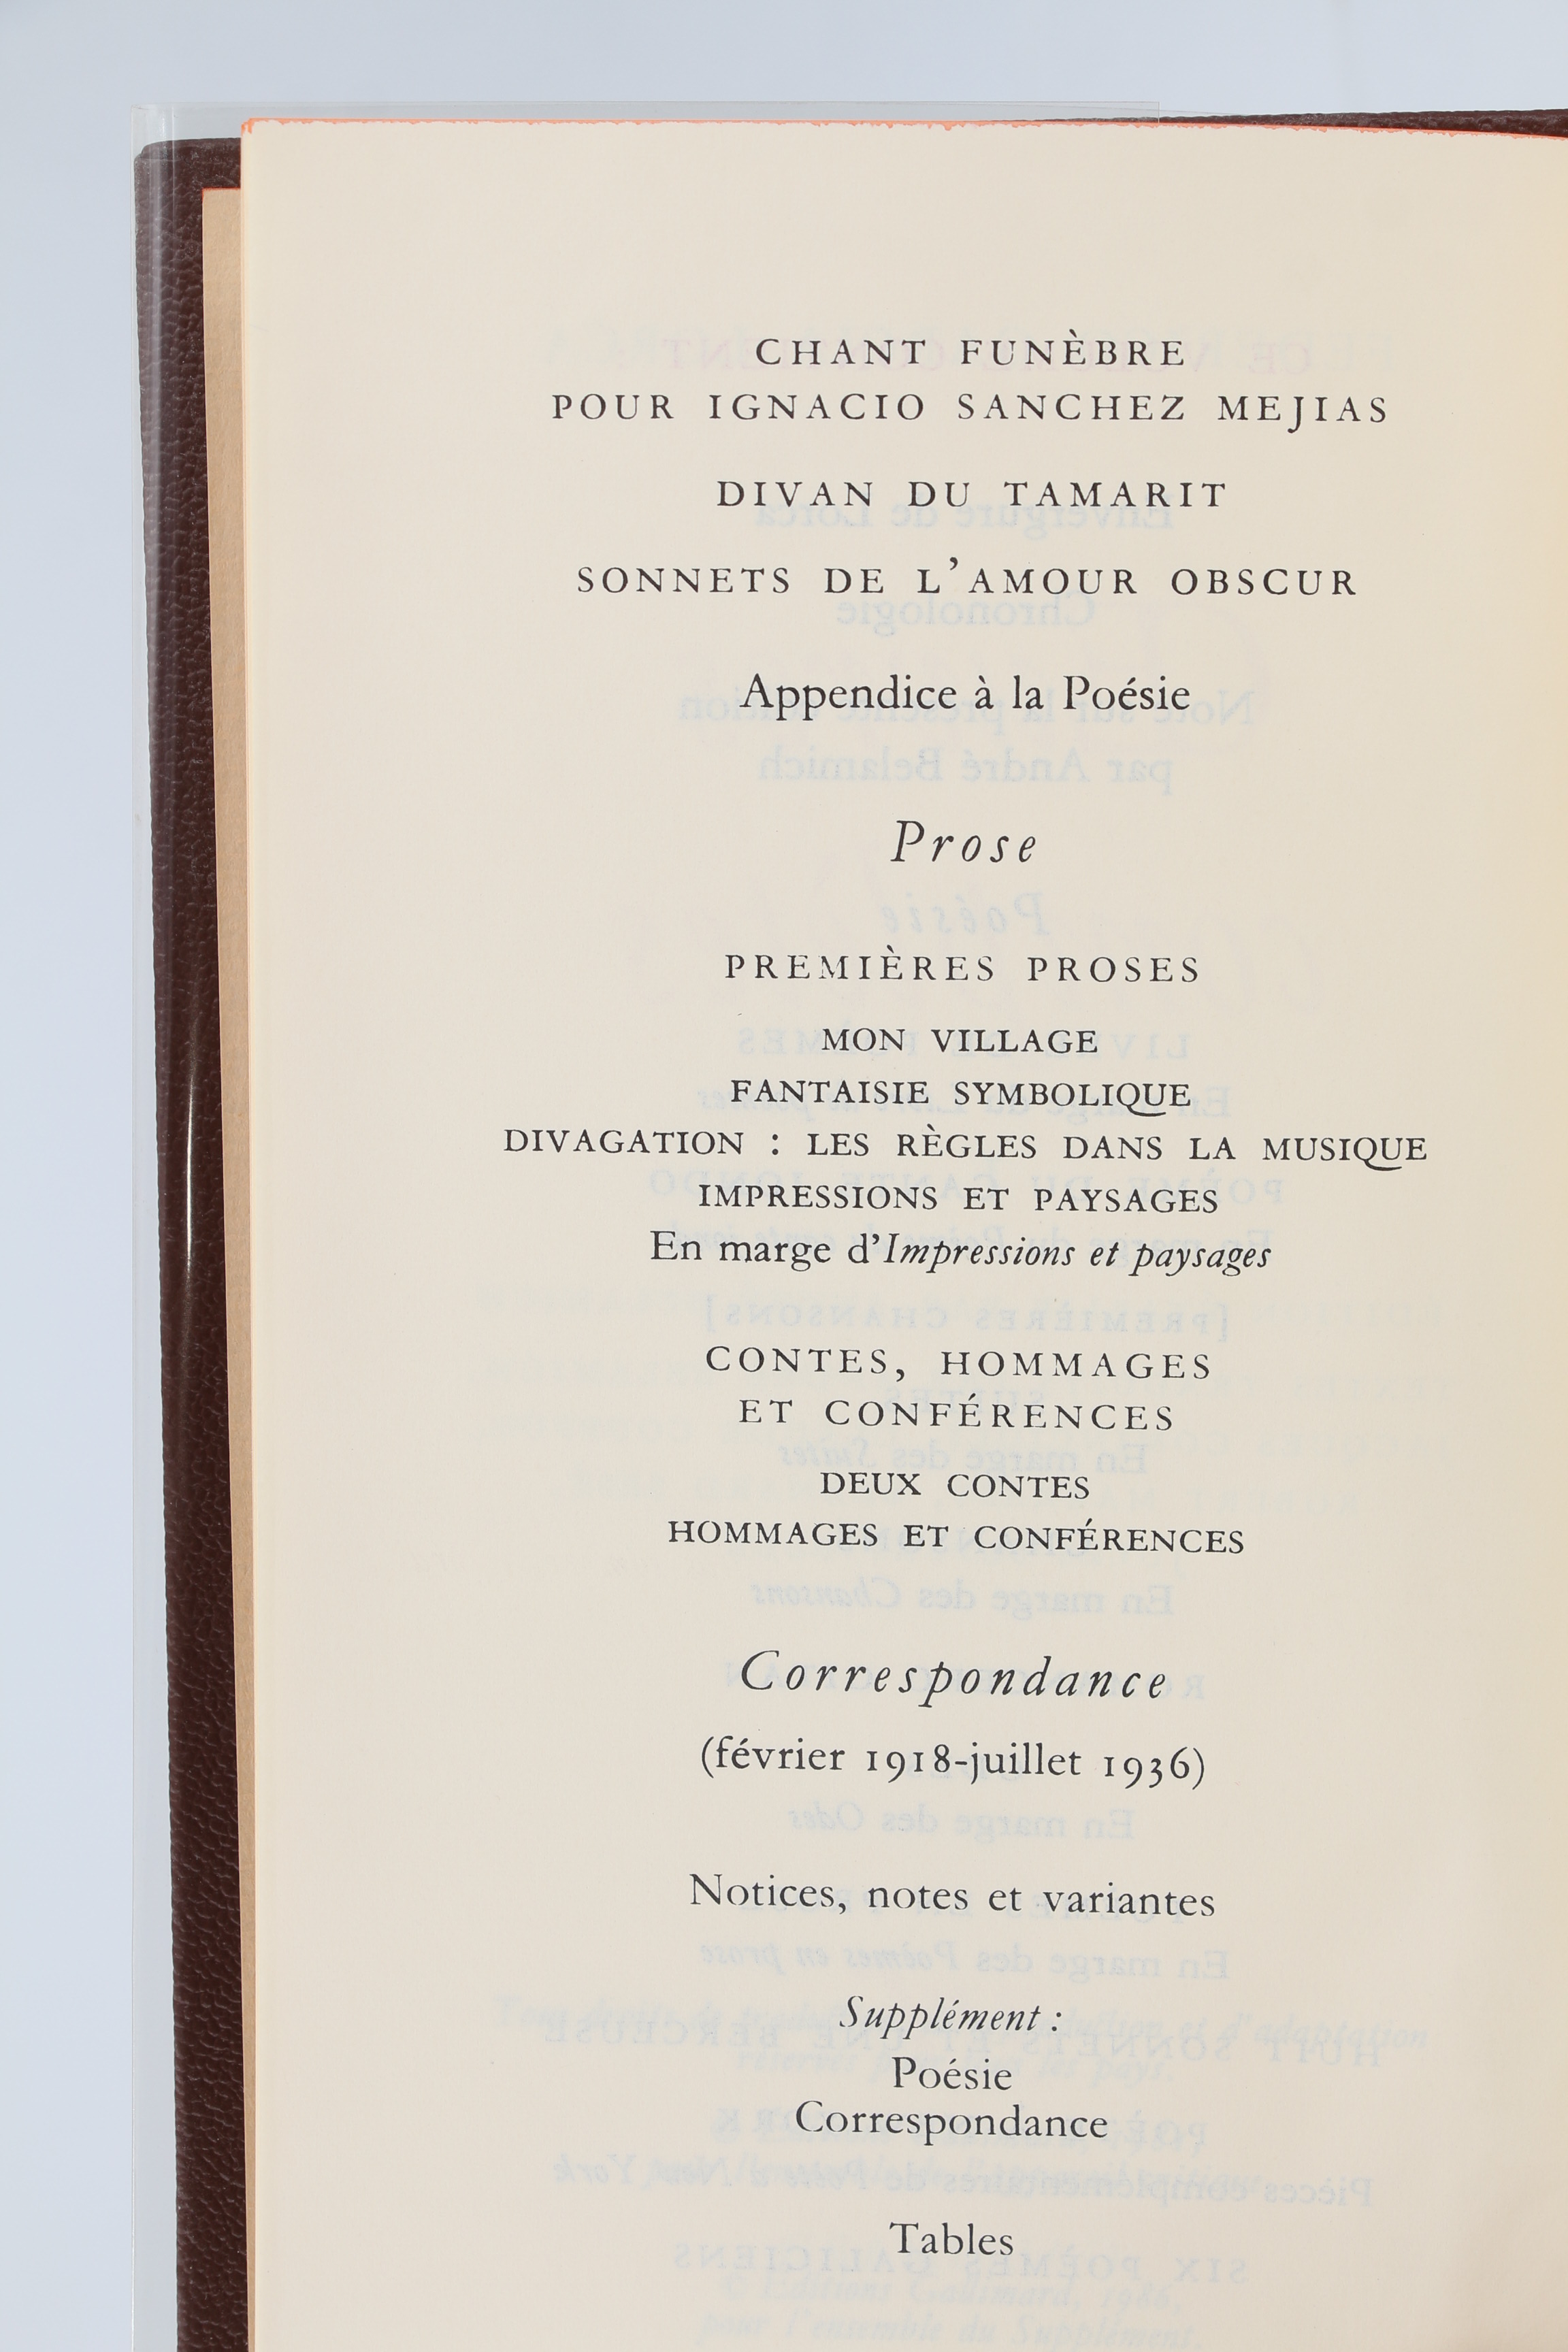 CHANT FUNÈBRE
POUR IGNACIO SANCHEZ MEJIAS
DIVAN DU TAMARIT
SONNETS DE L’AMOUR OBSCUR
Appendice à la Poésie
Prose
PREMIÈRES PROSES
MON VILLAGE
FANTAISIE SYMBOLIQUE
DIVAGATION : LES RÈGLES DANS LA MUSIQUE
IMPRESSIONS ET PAYSAGES
En marge d’Impressions et paysages
CONTES, HOMMAGES
ET CONFÉRENCES
DEUX CONTES
HOMMAGES ET CONFÉRENCES
Correspondance
(février 1918-juillet 1936)
Notices, notes et variantes
Supplément :
Poésie
Correspondance
Tables